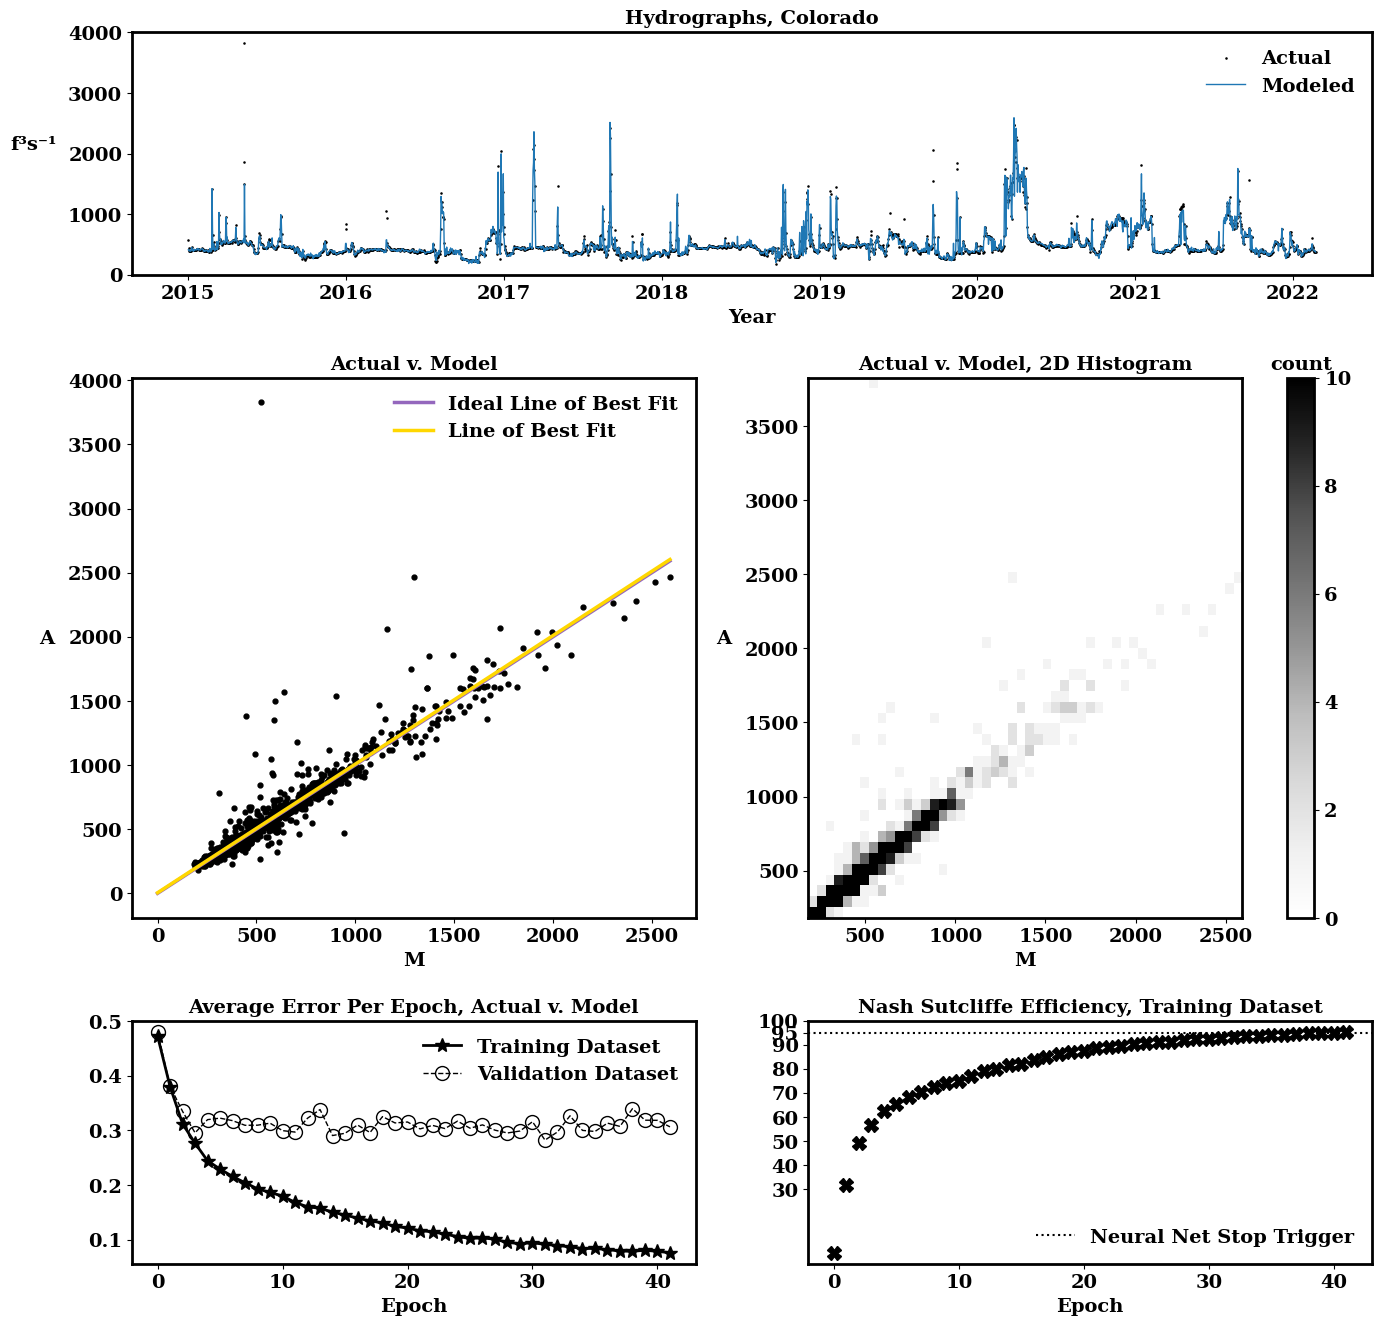 Hydrographs, Colorado
4000
3000
f³s⁻¹
2000
1000
0
Actual
Modeled
2015 2016 2017 2018 2019 2020 2021 2022
Year
Actual v. Model
4000
3500
3000
2500
2000
A
1500
1000
500
0
Ideal Line of Best Fit
Line of Best Fit
0 500 1000 1500 2000 2500
M
Actual v. Model, 2D Histogram
3500
3000
2500
2000
A
1500
1000
500
500 1000 1500 2000 2500
M
count
10
8
6
4
2
0
Average Error Per Epoch, Actual v. Model
0.5
0.4
0.3
0.2
0.1
Training Dataset
Validation Dataset
0 10 20 30 40
Epoch
Nash Sutcliffe Efficiency, Training Dataset
100
95
90
80
70
60
50
40
30
Neural Net Stop Trigger
0 10 20 30 40
Epoch